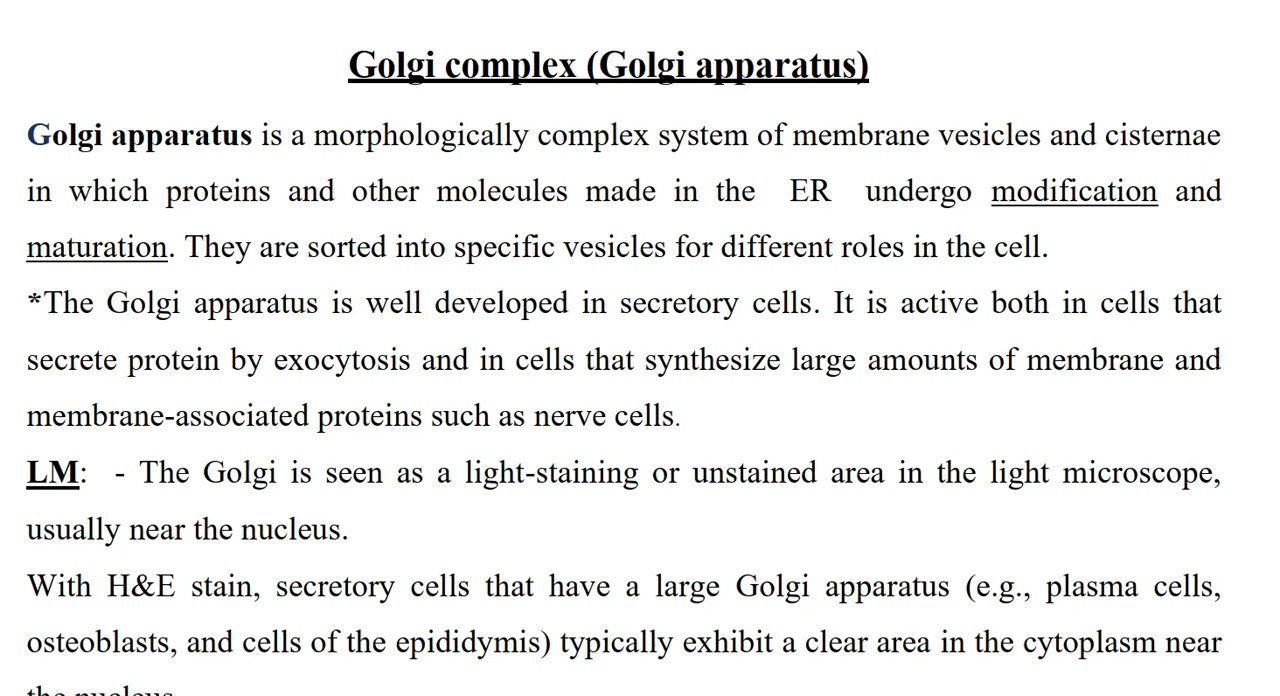 Golgi complex (Golgi apparatus)
Golgi apparatus is a morphologically complex system of membrane vesicles and cisternae
in which proteins and other molecules made in the ER undergo modification and
maturation. They are sorted into specific vesicles for different roles in the cell.
*The Golgi apparatus is well developed in secretory cells. It is active both in cells that
secrete protein by exocytosis and in cells that synthesize large amounts of membrane and
membrane-associated proteins such as nerve cells.
LM: - The Golgi is seen as a light-staining or unstained area in the light microscope,
usually near the nucleus.
With H&E stain, secretory cells that have a large Golgi apparatus (e.g., plasma cells,
osteoblasts, and cells of the epididymis) typically exhibit a clear area in the cytoplasm near
the nucleus